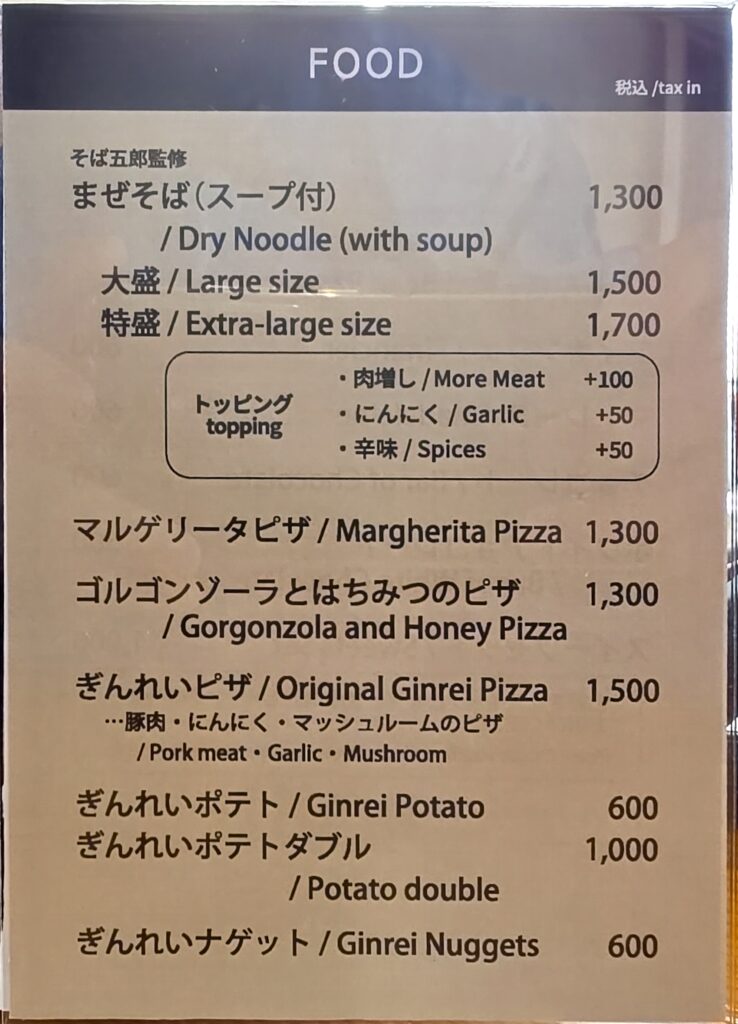 FOOD
税込 /tax in
そば五郎監修
まぜそば(スープ付) 1,300
/ Dry Noodle (with soup)
大盛 / Large size 1,500
特盛 / Extra-large size 1,700
トッピング
topping
・肉増し / More Meat +100
・にんにく / Garlic +50
・辛味 / Spices +50
マルゲリータピザ / Margherita Pizza 1,300
ゴルゴンゾーラとはちみつのピザ 1,300
/ Gorgonzola and Honey Pizza
ぎんれいピザ / Original Ginrei Pizza 1,500
…豚肉・にんにく・マッシュルームのピザ
/ Pork meat・Garlic・Mushroom
ぎんれいポテト / Ginrei Potato 600
ぎんれいポテトダブル 1,000
/ Potato double
ぎんれいナゲット / Ginrei Nuggets 600